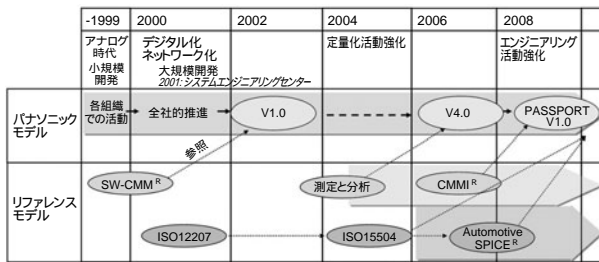 -1999 2000 2002 2004 2006 2008
アナログ
時代
小規模
開発
デジタル化
ネットワーク化
大規模開発
2001: システムエンジニアリングセンター
定量化活動強化
エンジニアリング
活動強化
パナソニック
モデル
各組織
での活動
全社的推進
V1.0
V4.0
PASSPORT
V1.0
参照
リファレンス
モデル
SW-CMM R
測定と分析
CMMI R
ISO12207
ISO15504
Automotive
SPICE R